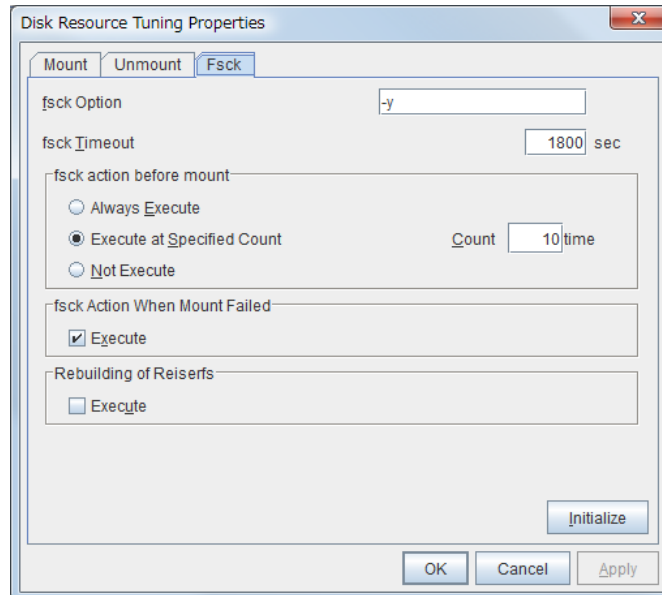 Disk Resource Tuning Properties
Mount Unmount Fsck
fsck Option -y
fsck Timeout 1800 sec
fsck action before mount
Always Execute
Execute at Specified Count Count 10 time
Not Execute
fsck Action When Mount Failed
Execute
Rebuilding of Reiserfs
Execute
Initialize
OK Cancel Apply